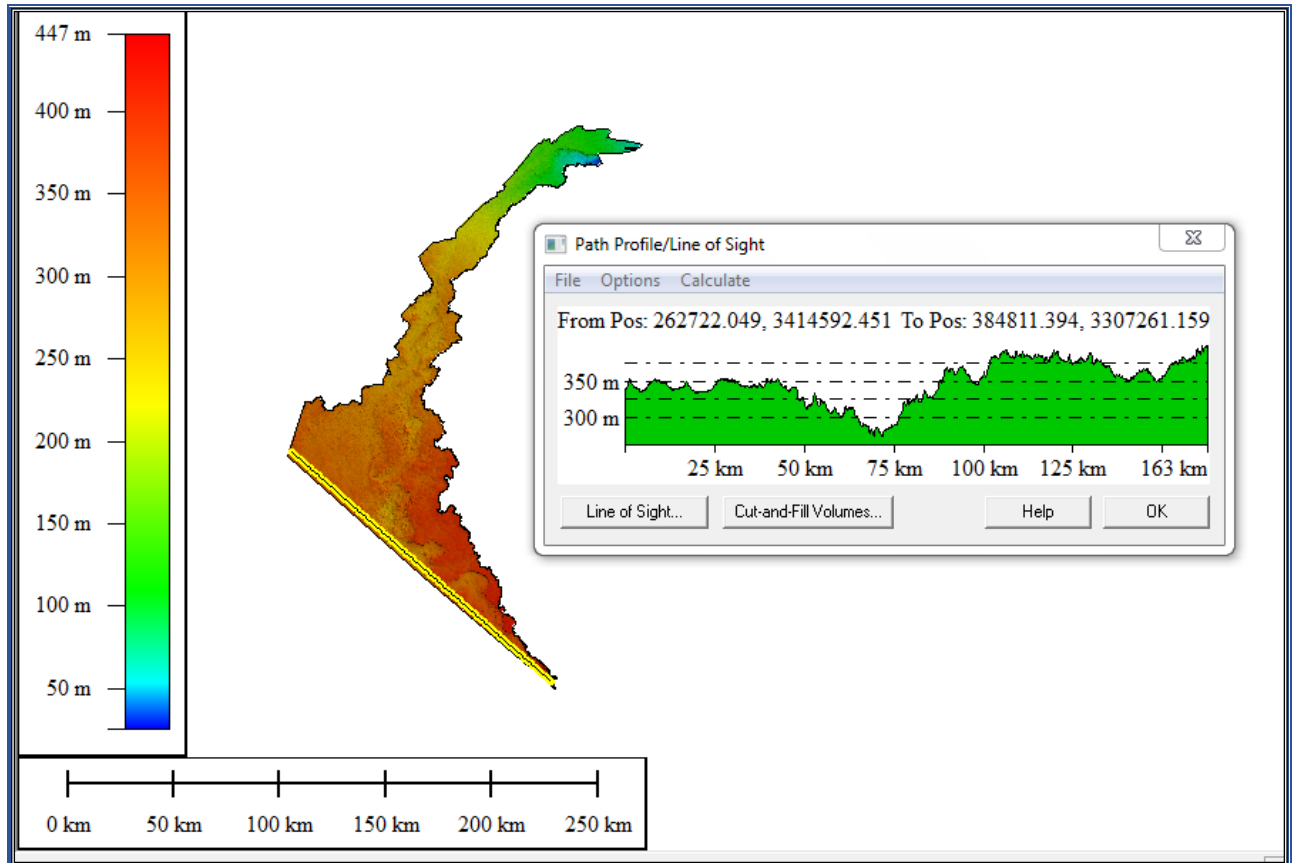 447 m
400 m
350 m
300 m
250 m
200 m
150 m
100 m
50 m
Path Profile/Line of Sight
File Options Calculate
From Pos: 262722.049, 3414592.451 To Pos: 384811.394, 3307261.159
350 m
300 m
25 km 50 km 75 km 100 km 125 km 163 km
Line of Sight... Cut-and-Fill Volumes... Help OK
0 km 50 km 100 km 150 km 200 km 250 km